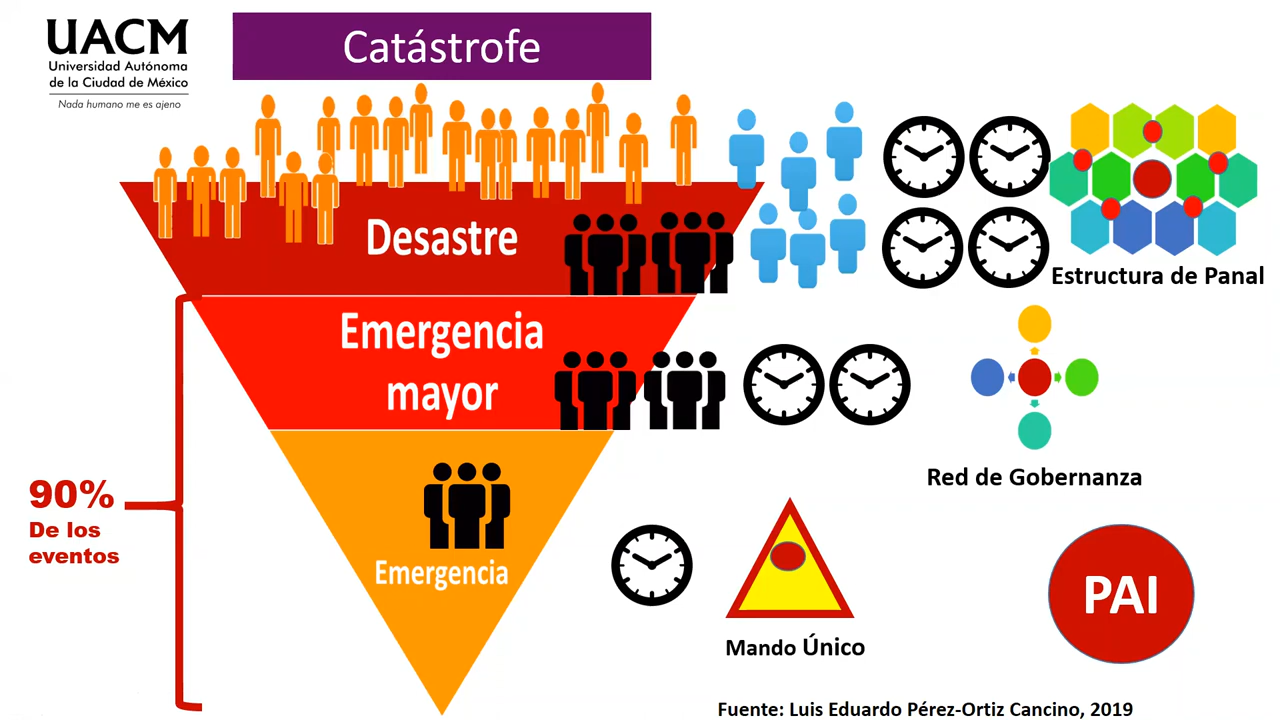 UACM
Universidad Autónoma
de la Ciudad de México
Nada humano me es ajeno
Catástrofe
Desastre
Estructura de Panal
Emergencia
mayor
Red de Gobernanza
90%
De los
eventos
Emergencia
Mando Único
PAI
Fuente: Luis Eduardo Pérez-Ortiz Cancino, 2019